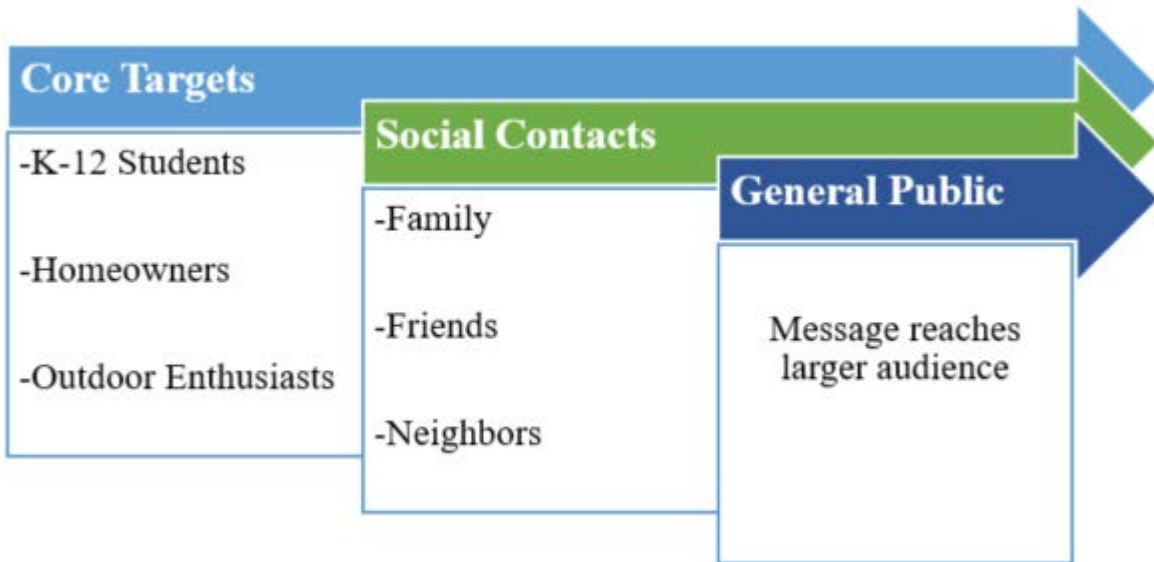 Core Targets
-K-12 Students
-Homeowners
-Outdoor Enthusiasts
Social Contacts
-Family
-Friends
-Neighbors
General Public
Message reaches
larger audience